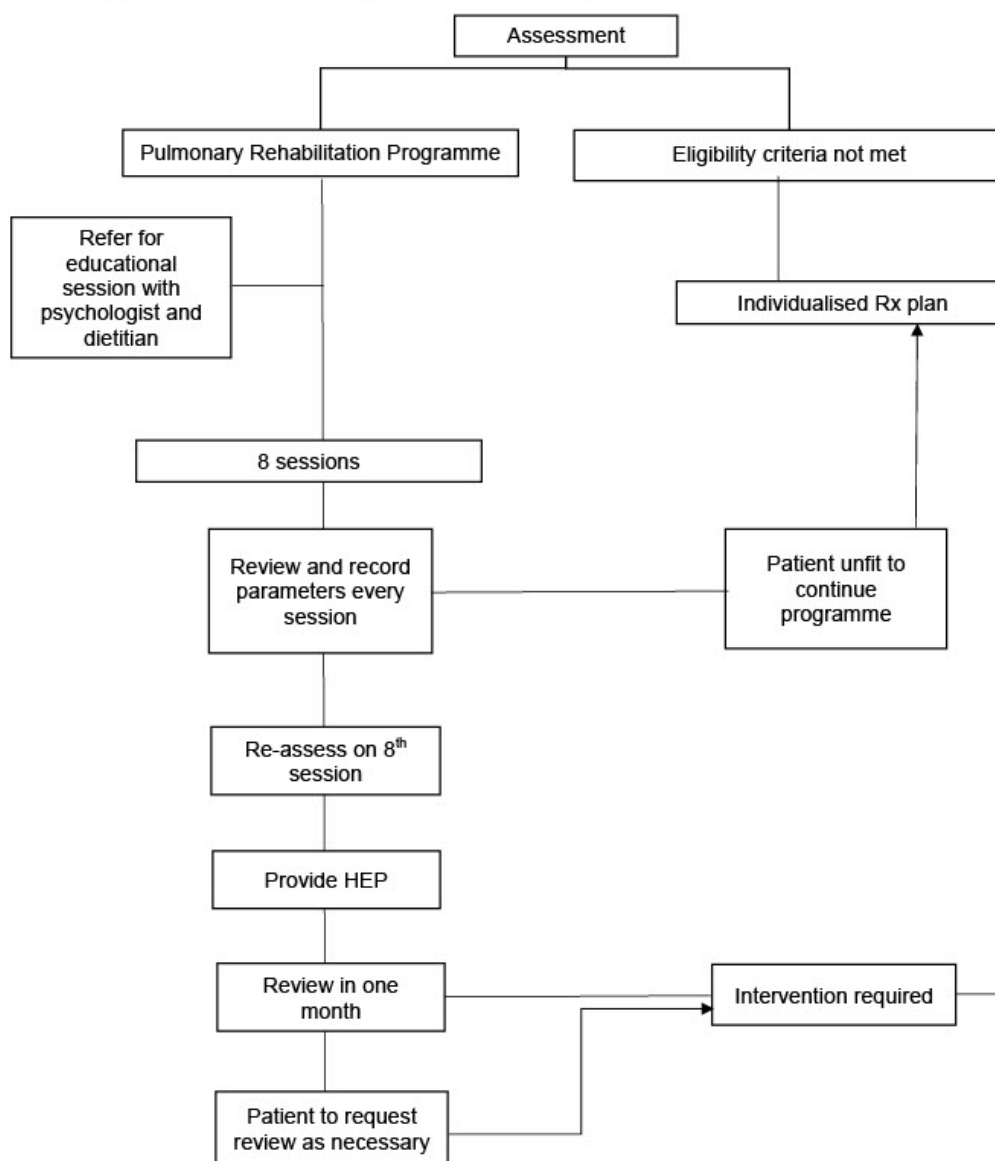 Assessment
Pulmonary Rehabilitation Programme
Eligibility criteria not met
Refer for
educational
session with
psychologist and
dietitian
Individualised Rx plan
8 sessions
Review and record
parameters every
session
Patient unfit to
continue
programme
Re-assess on 8th
session
Provide HEP
Review in one
month
Intervention required
Patient to request
review as necessary